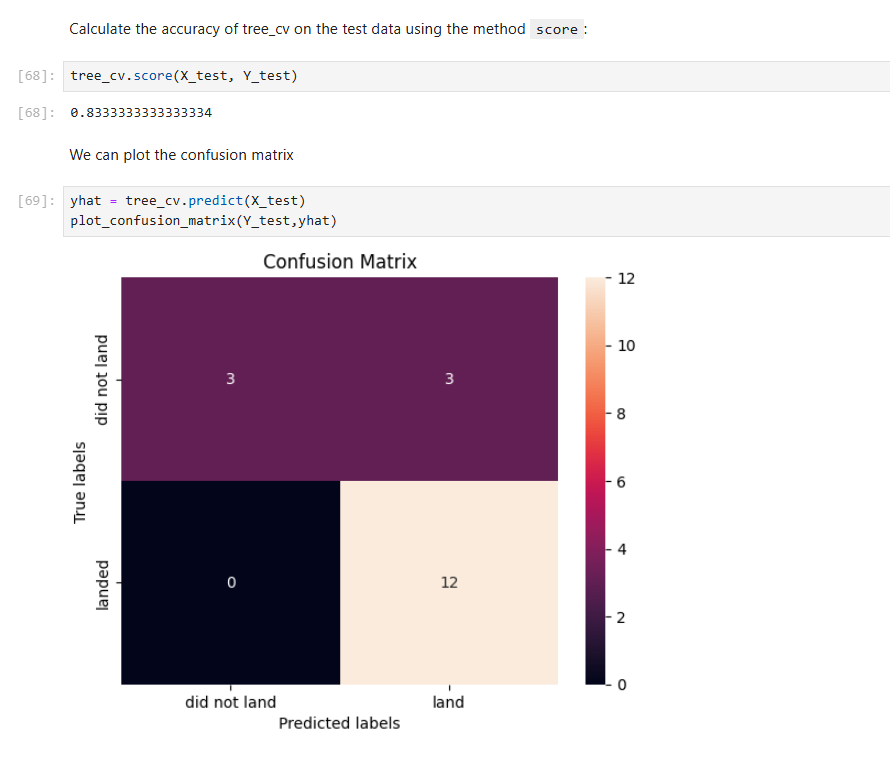 Calculate the accuracy of tree_cv on the test data using the method score :
[68]: tree_cv.score(X_test, Y_test)
[68]: 0.8333333333333334
We can plot the confusion matrix
[69]: yhat = tree_cv.predict(X_test)
plot_confusion_matrix(Y_test,yhat)
Confusion Matrix
12
10
8
6
4
2
0
True labels
did not land
landed
3 3
0 12
did not land land
Predicted labels